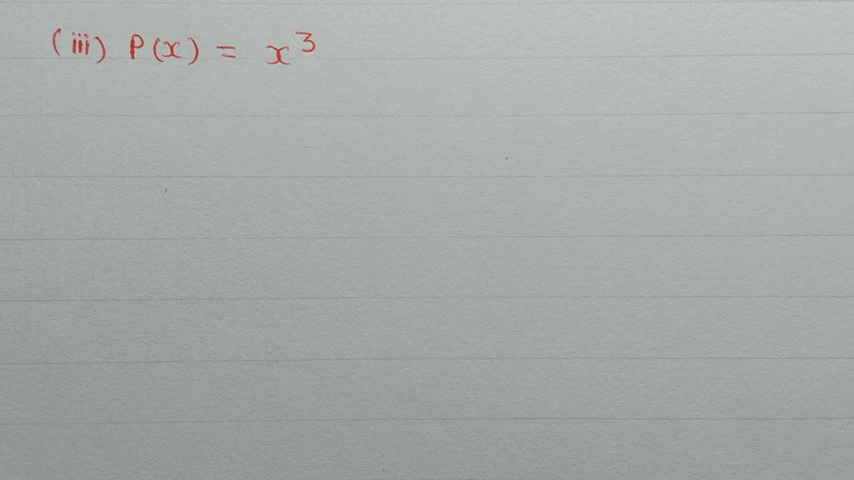 (iii) P(x) = x³